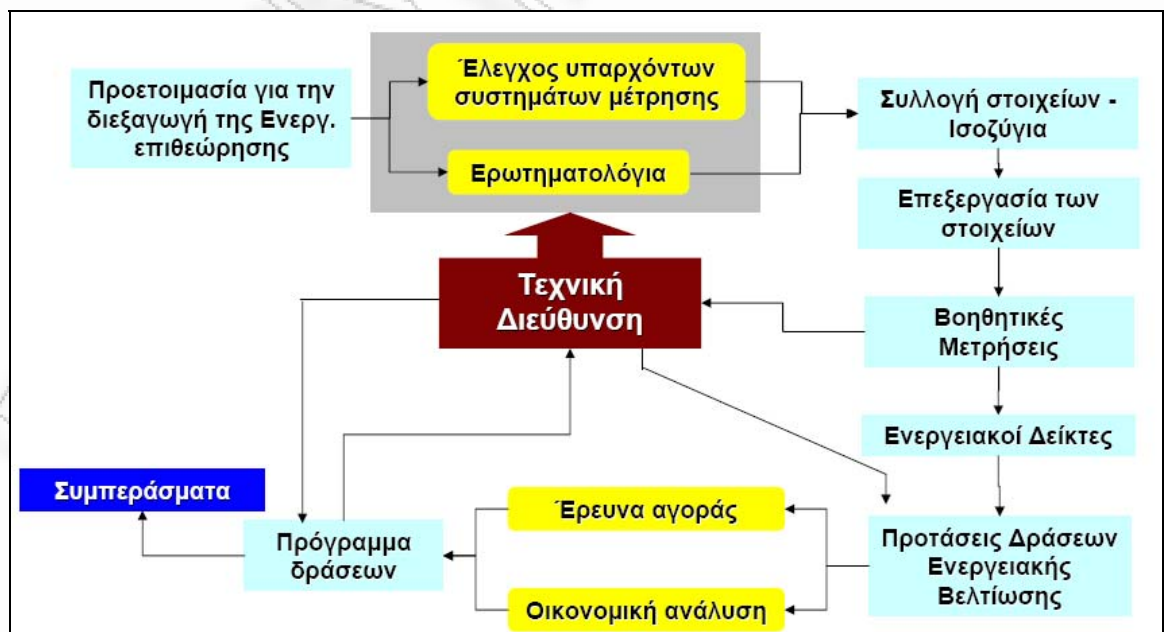 Προετοιμασία για την
διεξαγωγή της Ενεργ.
επιθεώρησης
Έλεγχος υπαρχόντων
συστημάτων μέτρησης
Ερωτηματολόγια
Συλλογή στοιχείων -
Ισοζύγια
Επεξεργασία των
στοιχείων
Τεχνική
Διεύθυνση
Βοηθητικές
Μετρήσεις
Ενεργειακοί Δείκτες
Προτάσεις Δράσεων
Ενεργειακής
Βελτίωσης
Έρευνα αγοράς
Οικονομική ανάλυση
Πρόγραμμα
δράσεων
Συμπεράσματα